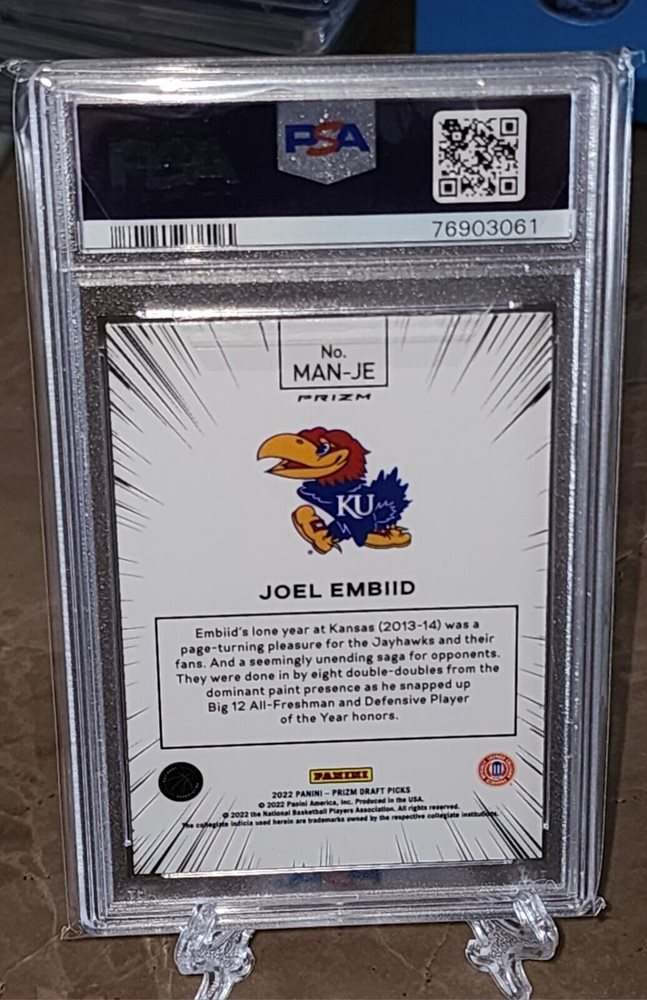 PSA
76903061
No.
MAN-JE
PRIZM
KU
JOEL EMBIID
Embiid's lone year at Kansas (2013-14) was a
page-turning pleasure for the Jayhawks and their
fans. And a seemingly unending saga for opponents.
They were done in by eight double-doubles from the
dominant paint presence as he snapped up
Big 12 All-Freshman and Defensive Player
of the Year honors.
PANINI
2022 PANINI – PRIZM DRAFT PICKS
© 2022 Panini America, Inc. Produced in the USA.
© 2022 the National Basketball Players Association. All rights reserved.
The collegiate indicia used herein are trademarks owned by the respective collegiate institutions.